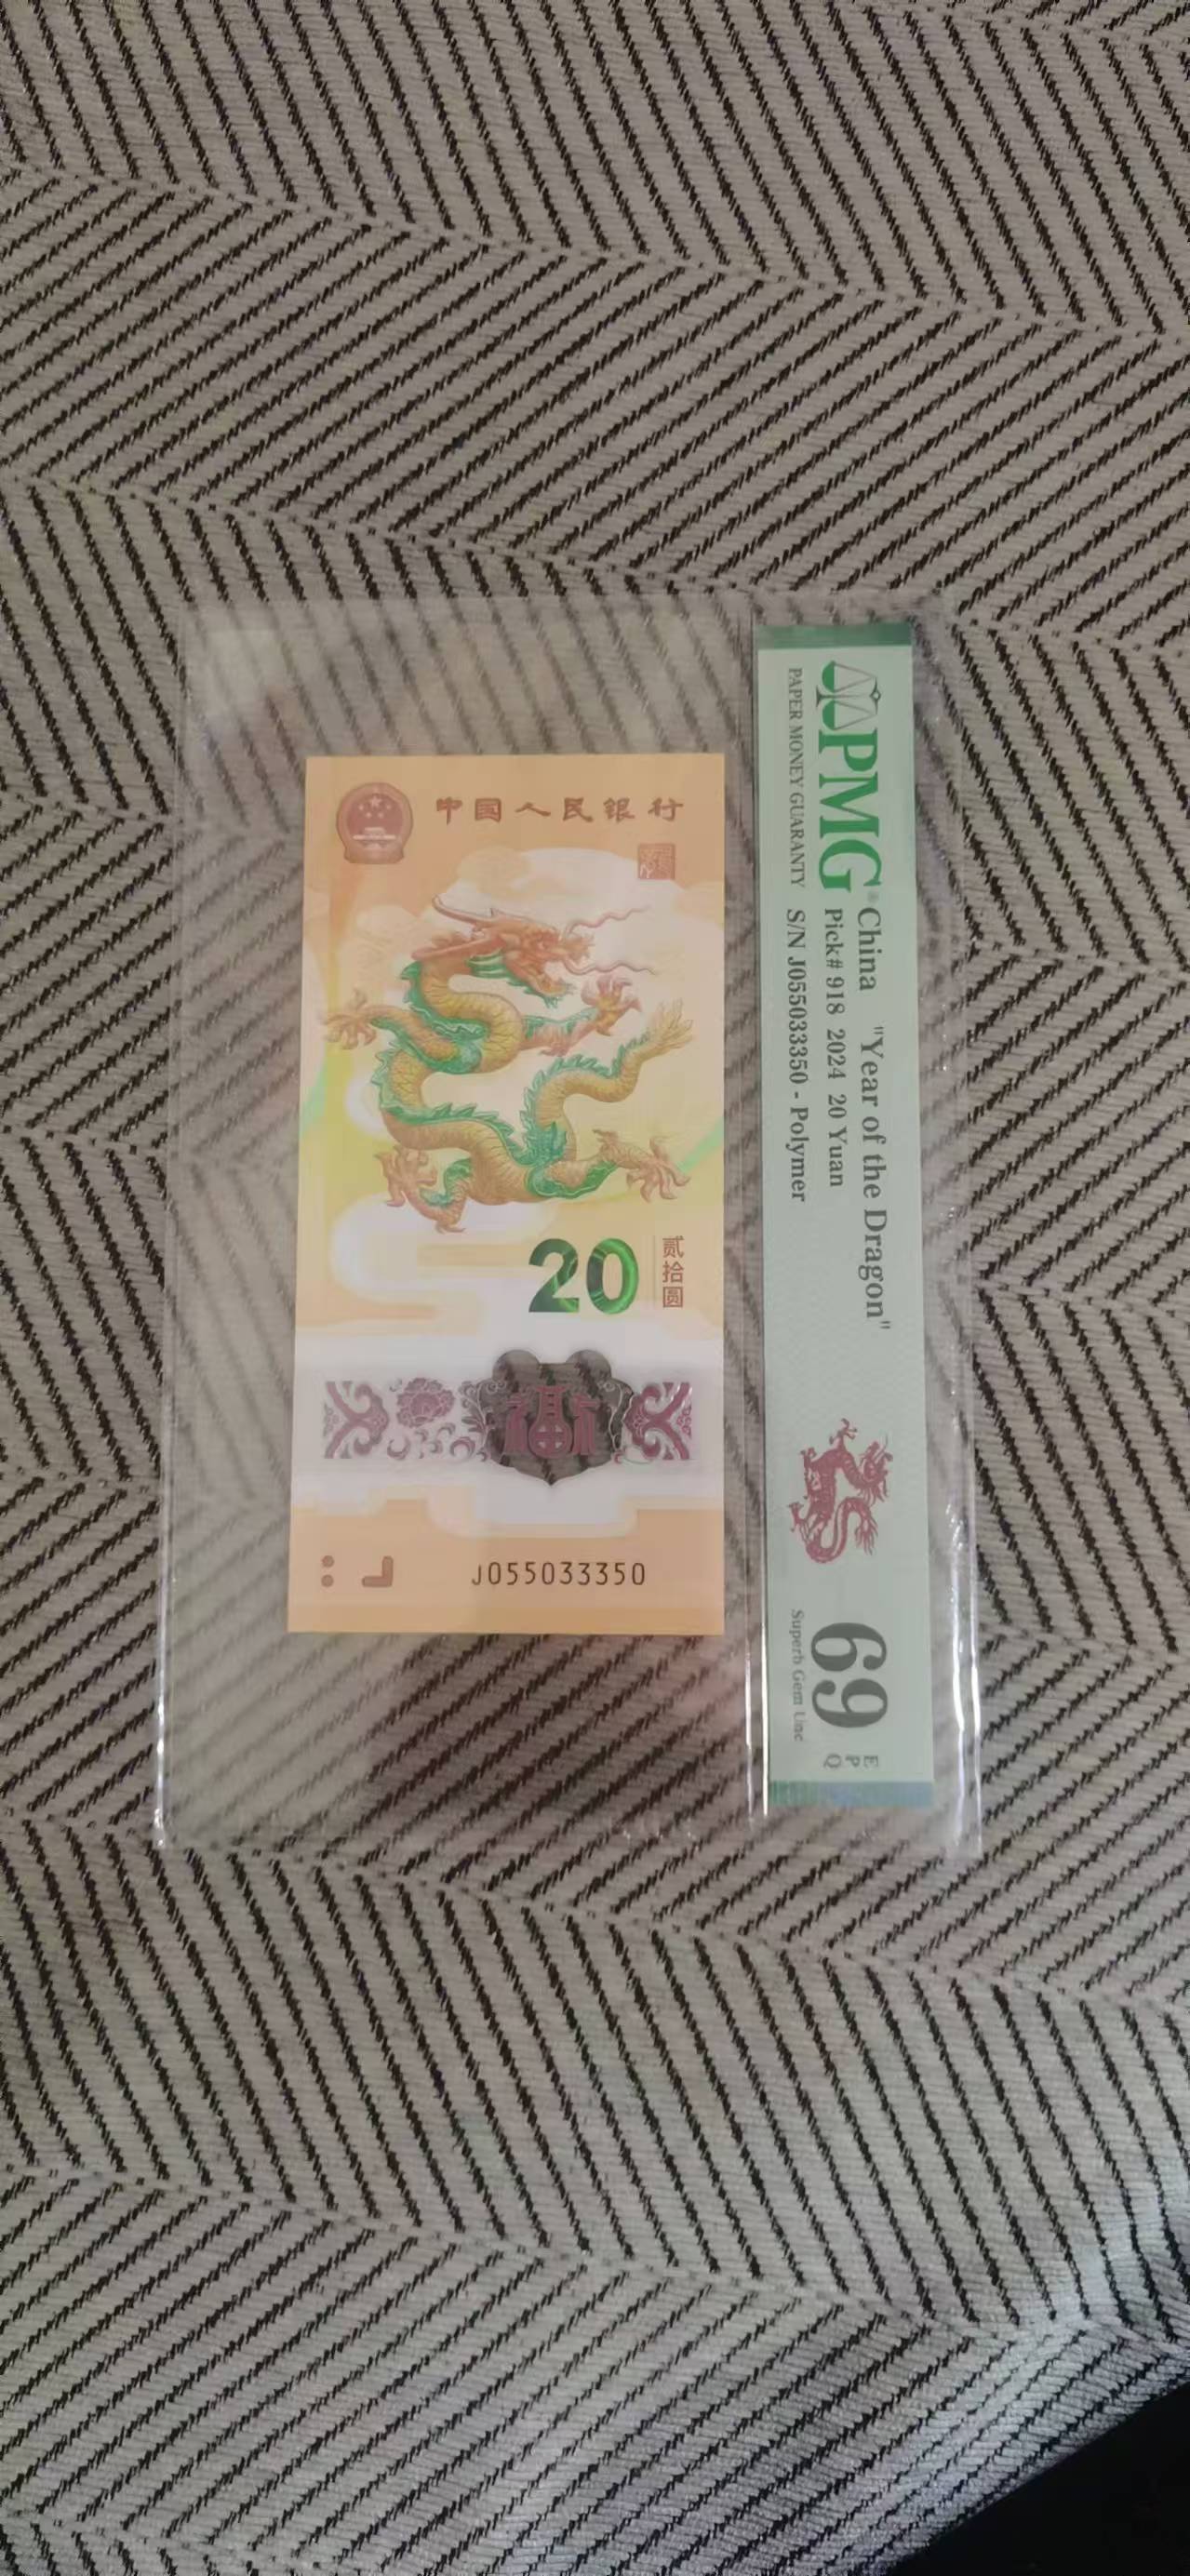 中国人民银行
20
贰拾圆
福
J055033350
PMG
PAPER MONEY GUARANTY
China "Year of the Dragon"
Pick# 918 2024 20 Yuan
S/N J055033350 - Polymer
69
EPQ
Superb Gem Unc